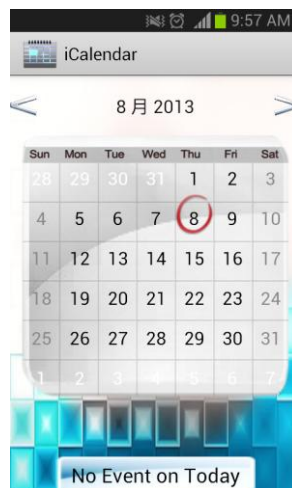 9:57 AM
iCalendar
8 月 2013
Sun Mon Tue Wed Thu Fri Sat
28 29 30 31 1 2 3
4 5 6 7 8 9 10
11 12 13 14 15 16 17
18 19 20 21 22 23 24
25 26 27 28 29 30 31
1 2 3 4 5 6 7
No Event on Today